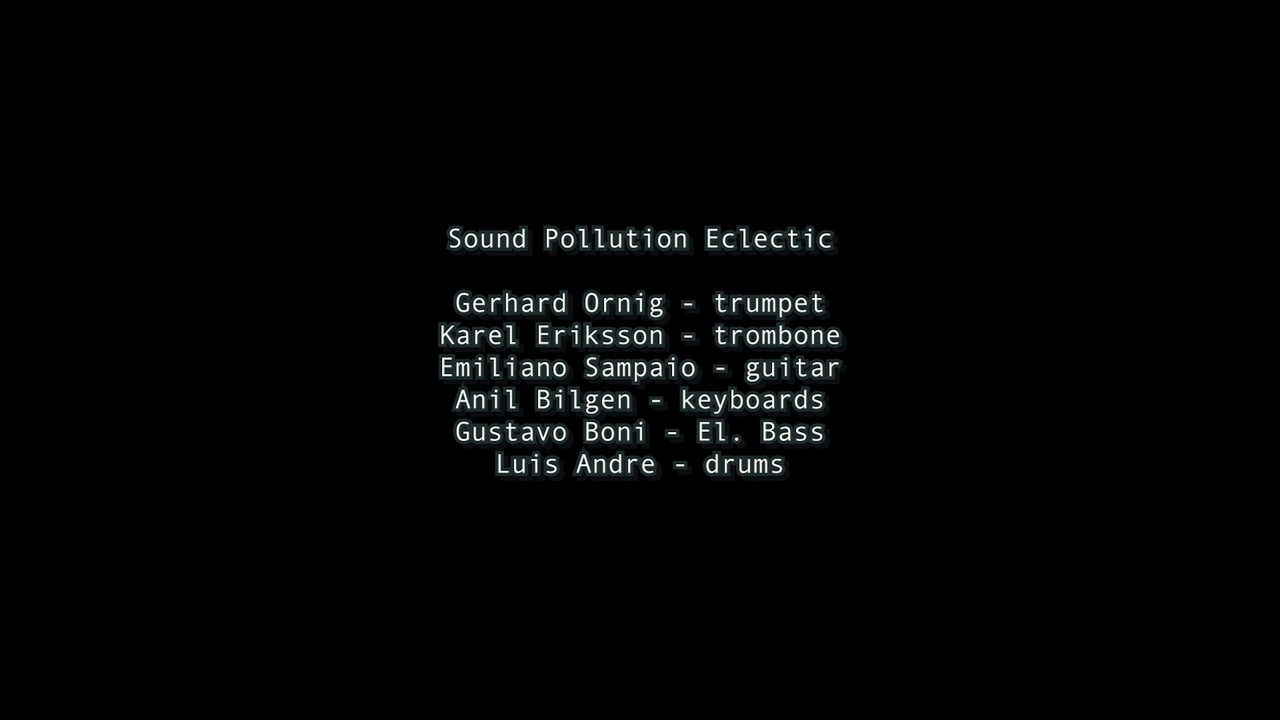 Sound Pollution Eclectic
Gerhard Ornig - trumpet
Karel Eriksson - trombone
Emiliano Sampaio - guitar
Anil Bilgen - keyboards
Gustavo Boni - El. Bass
Luis Andre - drums